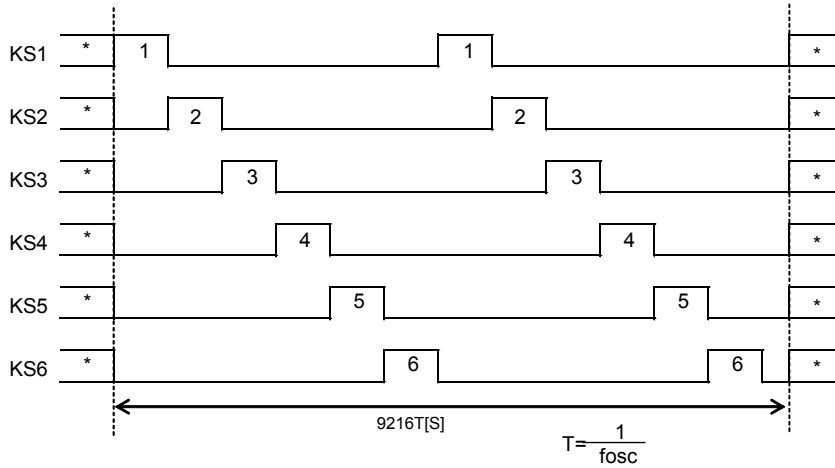 KS1 * 1 1 *
KS2 * 2 2 *
KS3 * 3 3 *
KS4 * 4 4 *
KS5 * 5 5 *
KS6 * 6 6 *
9216T[S]
T= 1
fosc